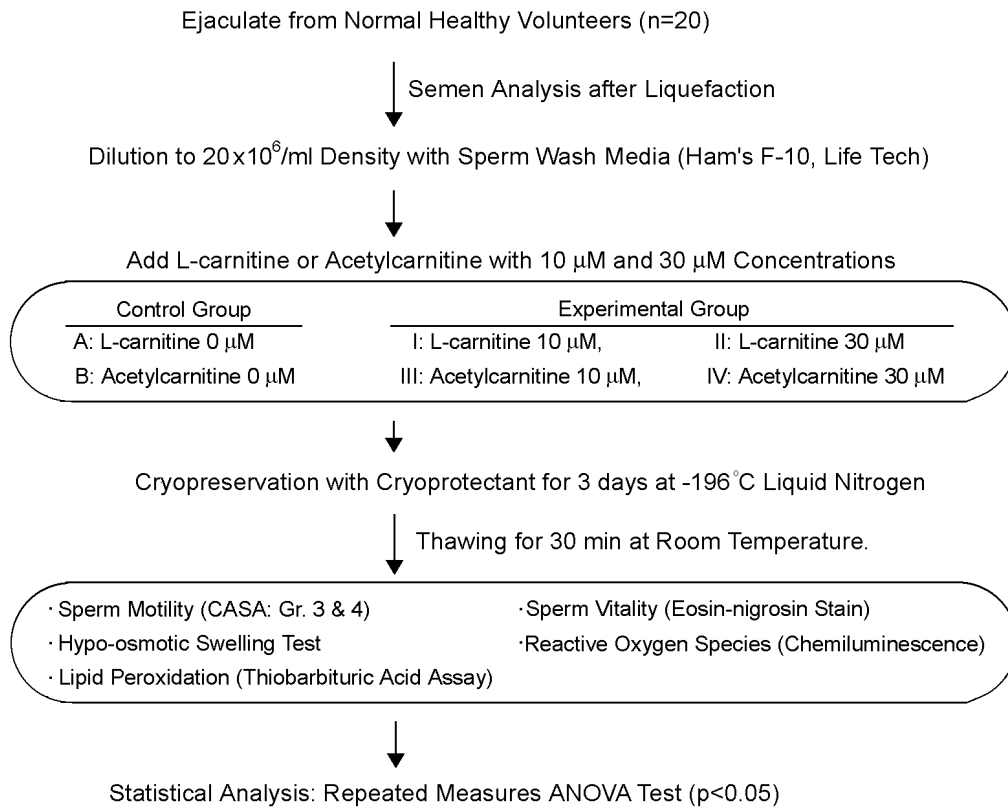 Ejaculate from Normal Healthy Volunteers (n=20)
Semen Analysis after Liquefaction
Dilution to 20x10⁶/ml Density with Sperm Wash Media (Ham's F-10, Life Tech)
Add L-carnitine or Acetylcarnitine with 10 μM and 30 μM Concentrations
Control Group Experimental Group
A: L-carnitine 0 μM I: L-carnitine 10 μM, II: L-carnitine 30 μM
B: Acetylcarnitine 0 μM III: Acetylcarnitine 10 μM, IV: Acetylcarnitine 30 μM
Cryopreservation with Cryoprotectant for 3 days at -196°C Liquid Nitrogen
Thawing for 30 min at Room Temperature.
· Sperm Motility (CASA: Gr. 3 & 4) · Sperm Vitality (Eosin-nigrosin Stain)
· Hypo-osmotic Swelling Test · Reactive Oxygen Species (Chemiluminescence)
· Lipid Peroxidation (Thiobarbituric Acid Assay)
Statistical Analysis: Repeated Measures ANOVA Test (p<0.05)